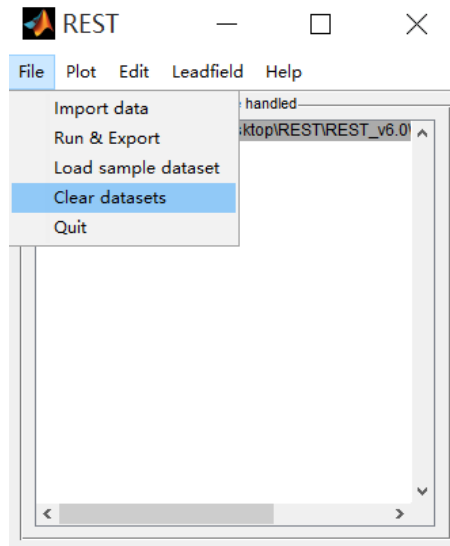 REST
File Plot Edit Leadfield Help
handled
Import data
ktop\REST\REST_v6.0\
Run & Export
Load sample dataset
Clear datasets
Quit